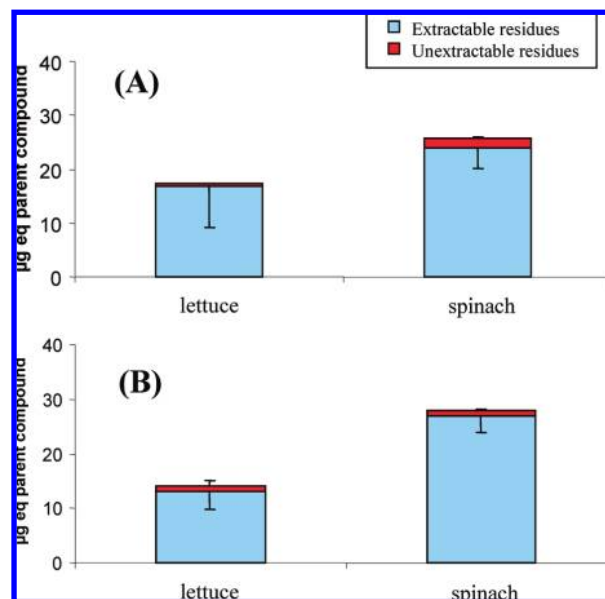 Extractable residues
Unextractable residues
(A)
µg eq parent compound
40
30
20
10
0
lettuce
spinach
(B)
µg eq parent compound
40
30
20
10
0
lettuce
spinach